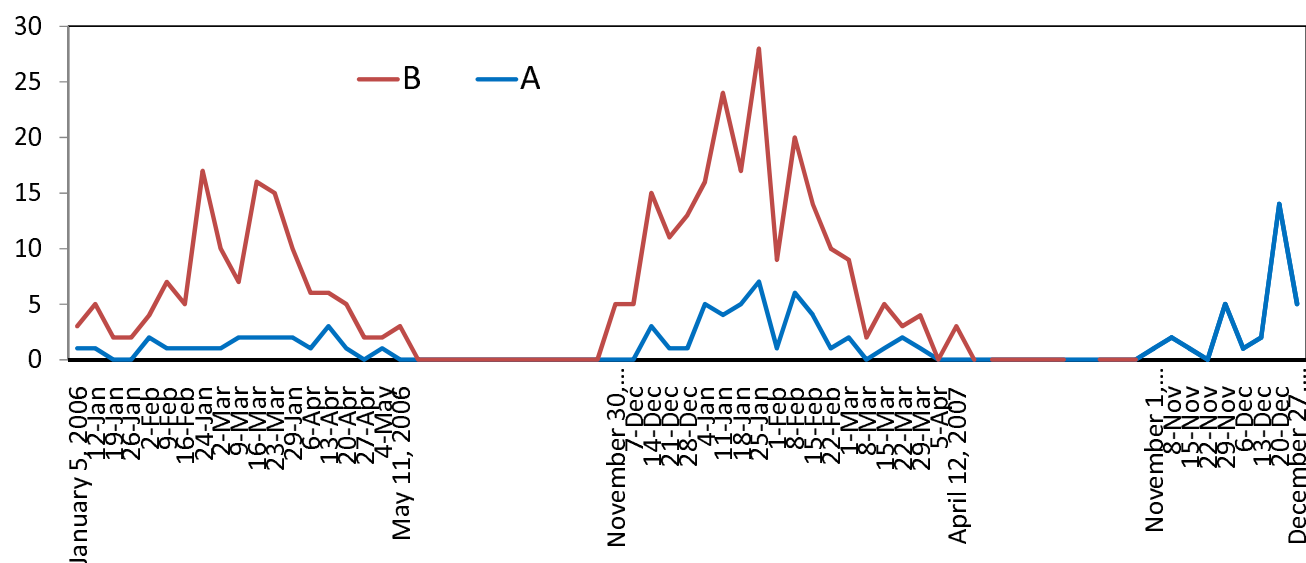 30
25
20
15
10
5
0
B
A
January 5, 2006
12-Jan
19-Jan
26-Jan
2-Feb
9-Feb
16-Feb
24-Jan
2-Mar
9-Mar
16-Mar
23-Mar
29-Jan
6-Apr
13-Apr
20-Apr
27-Apr
4-May
May 11, 2006
November 30,...
7-Dec
14-Dec
21-Dec
28-Dec
4-Jan
11-Jan
18-Jan
25-Jan
1-Feb
8-Feb
15-Feb
22-Feb
1-Mar
8-Mar
15-Mar
22-Mar
29-Mar
5-Apr
April 12, 2007
November 1,...
8-Nov
15-Nov
22-Nov
29-Nov
6-Dec
13-Dec
20-Dec
December 27,...